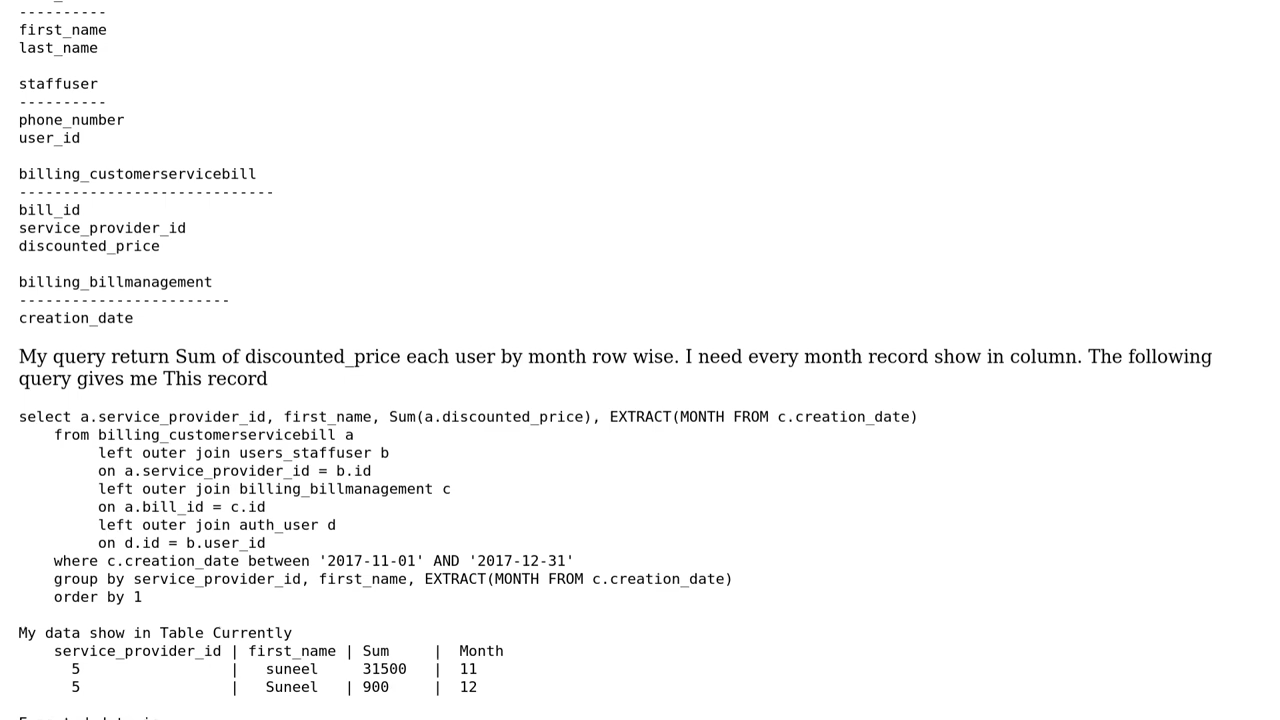 ----------
first_name
last_name

staffuser
----------
phone_number
user_id

billing_customerservicebill
-----------------------------
bill_id
service_provider_id
discounted_price

billing_billmanagement
------------------------
creation_date

My query return Sum of discounted_price each user by month row wise. I need every month record show in column. The following
query gives me This record

select a.service_provider_id, first_name, Sum(a.discounted_price), EXTRACT(MONTH FROM c.creation_date)
    from billing_customerservicebill a
         left outer join users_staffuser b
         on a.service_provider_id = b.id
         left outer join billing_billmanagement c
         on a.bill_id = c.id
         left outer join auth_user d
         on d.id = b.user_id
    where c.creation_date between '2017-11-01' AND '2017-12-31'
    group by service_provider_id, first_name, EXTRACT(MONTH FROM c.creation_date)
    order by 1

My data show in Table Currently
    service_provider_id | first_name | Sum     |  Month
      5                 |   suneel     31500   |  11
      5                 |   Suneel   | 900     |  12